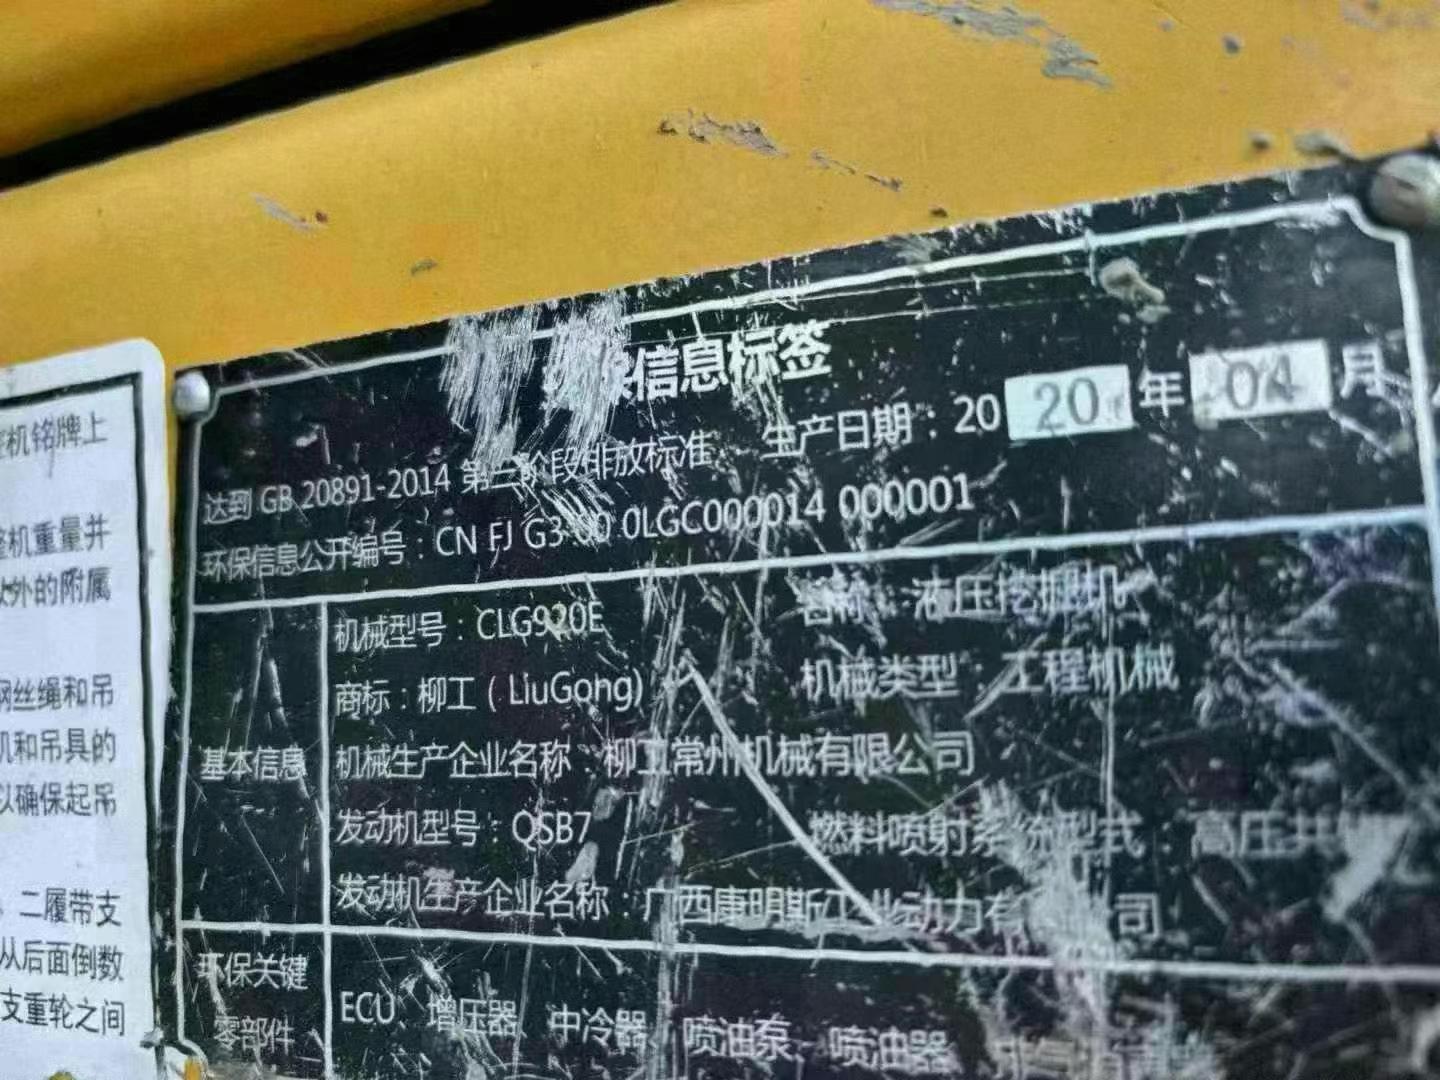 整机铭牌上
整机重量并
以外的附属
钢丝绳和吊
机和吊具的
以确保起吊
、二履带支
从后面倒数
支重轮之间
环保信息标签
生产日期：20 20 年 04 月
达到 GB 20891-2014 第三阶段排放标准
环保信息公开编号：CN FJ G3 00 0LGC000014 000001
基本信息
机械型号：CLG920E 名称：液压挖掘机
商标：柳工（LiuGong） 机械类型：工程机械
机械生产企业名称：柳工常州机械有限公司
发动机型号：QSB7 燃料喷射系统型式：高压共
发动机生产企业名称：广西康明斯工业动力有 公司
环保关键
零部件
ECU、增压器、中冷器、喷油泵、喷油器、排气